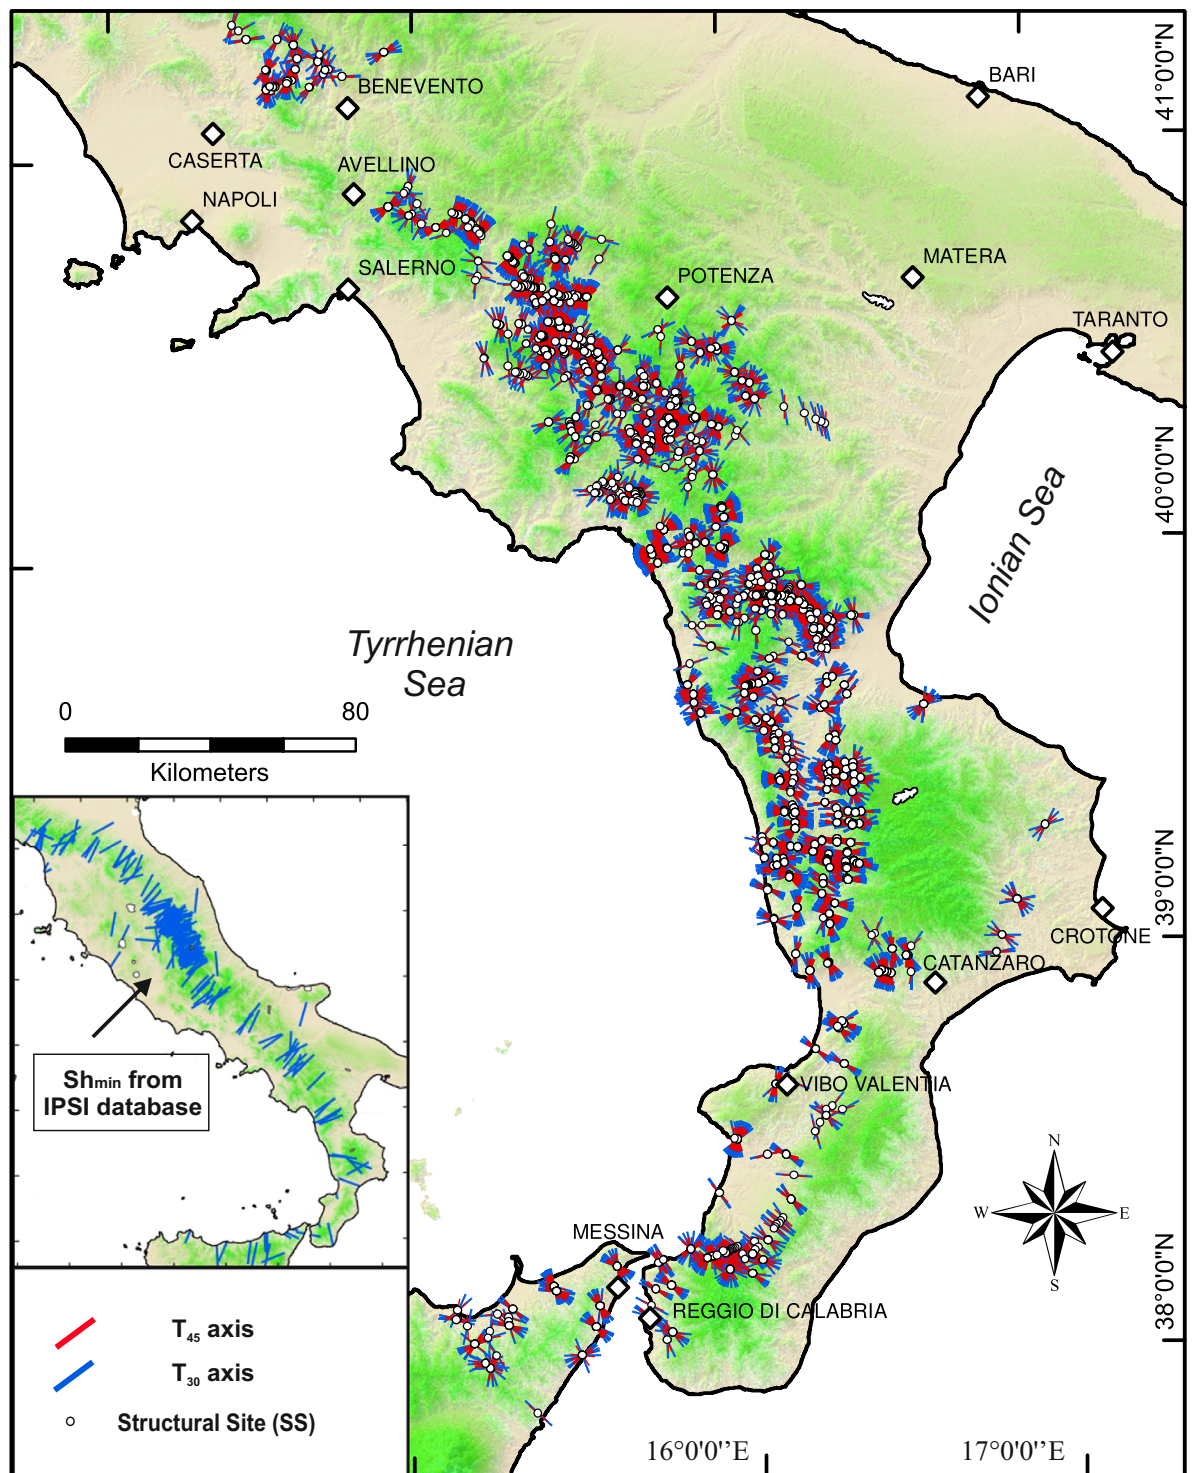 BARI
BENEVENTO
CASERTA
AVELLINO
NAPOLI
SALERNO
MATERA
POTENZA
TARANTO
41°0'0"N
40°0'0"N
Ionian Sea
Tyrrhenian
Sea
0 80
Kilometers
39°0'0"N
CROTONE
CATANZARO
Shmin from
IPSI database
VIBO VALENTIA
N
W E
S
MESSINA
REGGIO DI CALABRIA
38°0'0"N
T45 axis
T30 axis
Structural Site (SS)
16°0'0''E
17°0'0''E